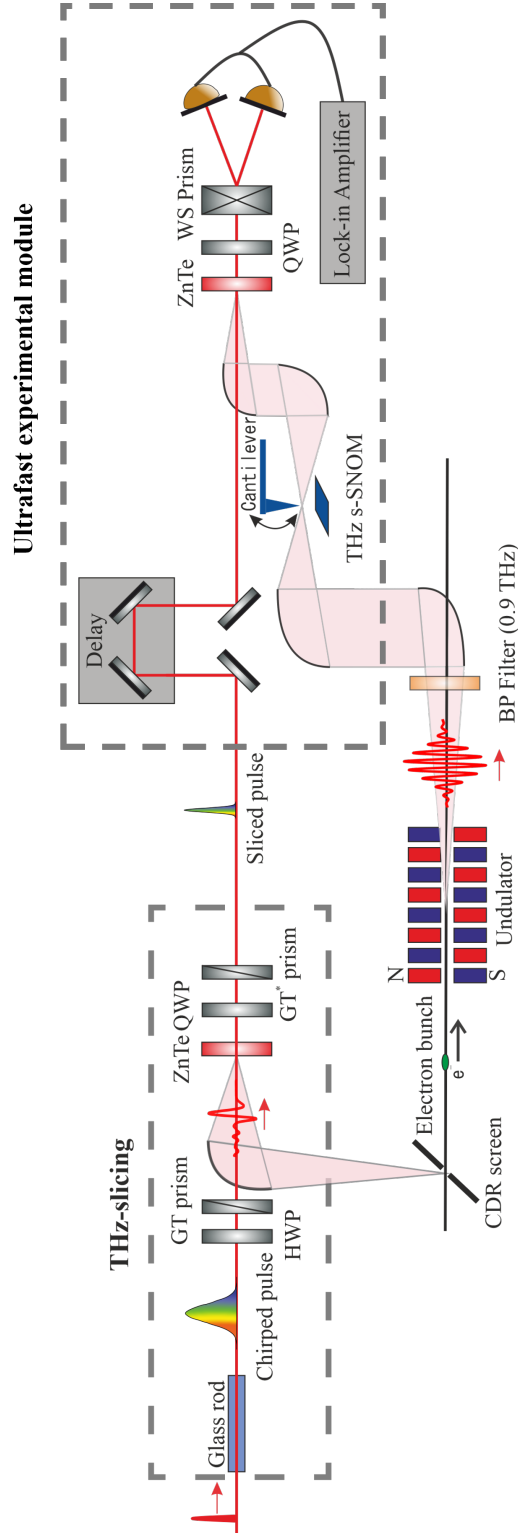 Ultrafast experimental module
THz-slicing
Glass rod
Chirped pulse
HWP
GT prism
ZnTe
QWP
GT* prism
Sliced pulse
Delay
Cantilever
THz s-SNOM
ZnTe
QWP
WS Prism
Lock-in Amplifier
CDR screen
Electron bunch
e⁻
N
S
Undulator
BP Filter (0.9 THz)